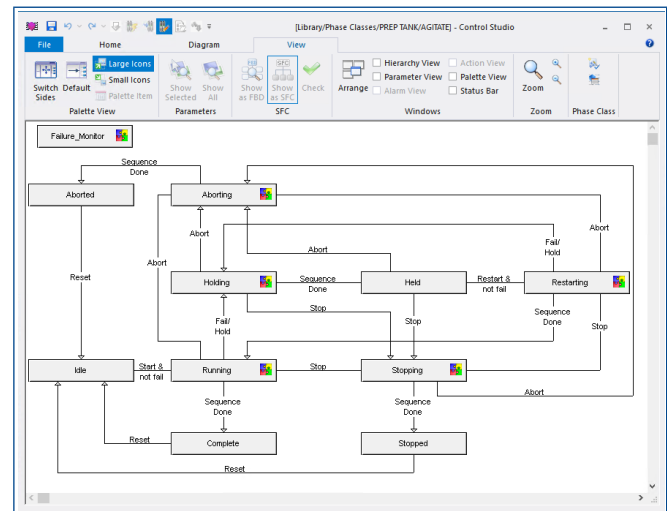 [Library/Phase Classes/PREP TANK/AGITATE] - Control Studio
File
Home
Diagram
View
Switch
Sides
Default
Large Icons
Small Icons
Palette Item
Palette View
Show
Selected
Show
All
Parameters
Show
as FBD
SFC
Show
as SFC
Check
SFC
Arrange
Hierarchy View
Parameter View
Alarm View
Action View
Palette View
Status Bar
Windows
Zoom
Zoom
Phase Class
Failure_Monitor
Sequence
Done
Aborted
Aborting
Abort
Abort
Abort
Abort
Fail/
Hold
Reset
Holding
Sequence
Done
Held
Restart &
not fail
Restarting
Fail/
Hold
Stop
Stop
Sequence
Done
Stop
Idle
Start &
not fail
Running
Stop
Stopping
Abort
Sequence
Done
Sequence
Done
Reset
Complete
Stopped
Reset